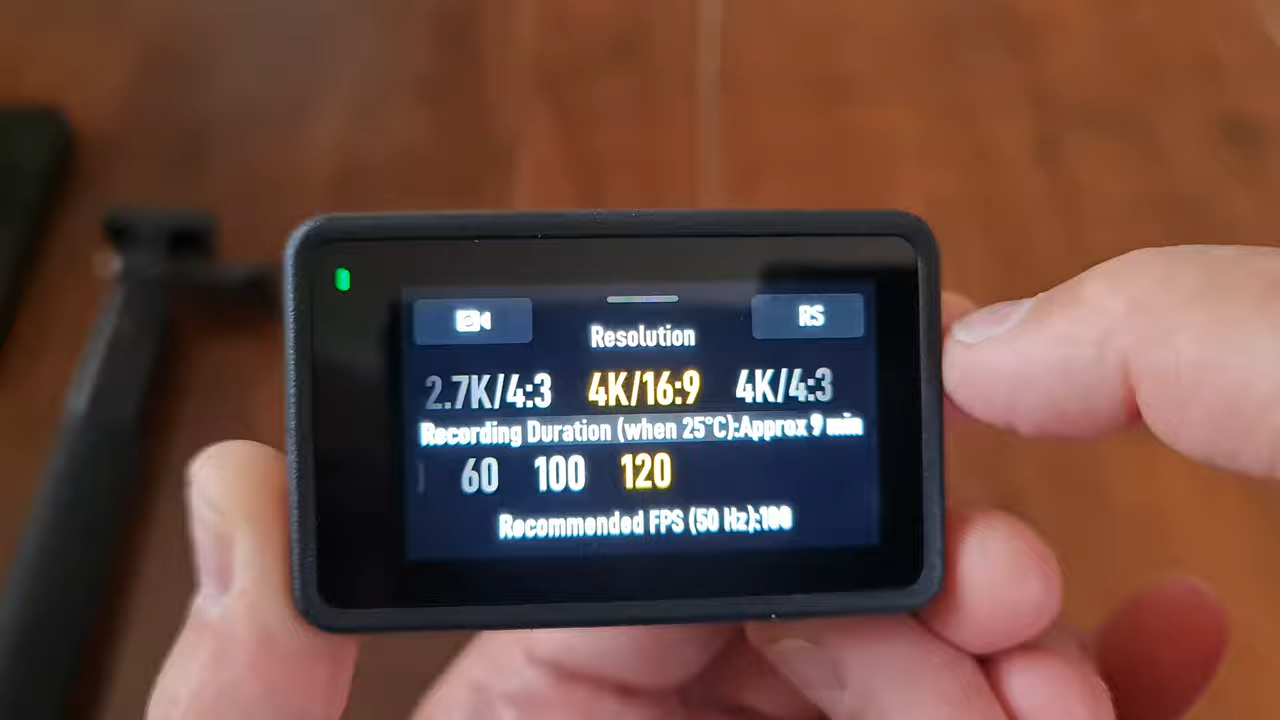 RS
Resolution
2.7K/4:3 4K/16:9 4K/4:3
Recording Duration (when 25°C):Approx 9 min
60 100 120
Recommended FPS (50 Hz):100